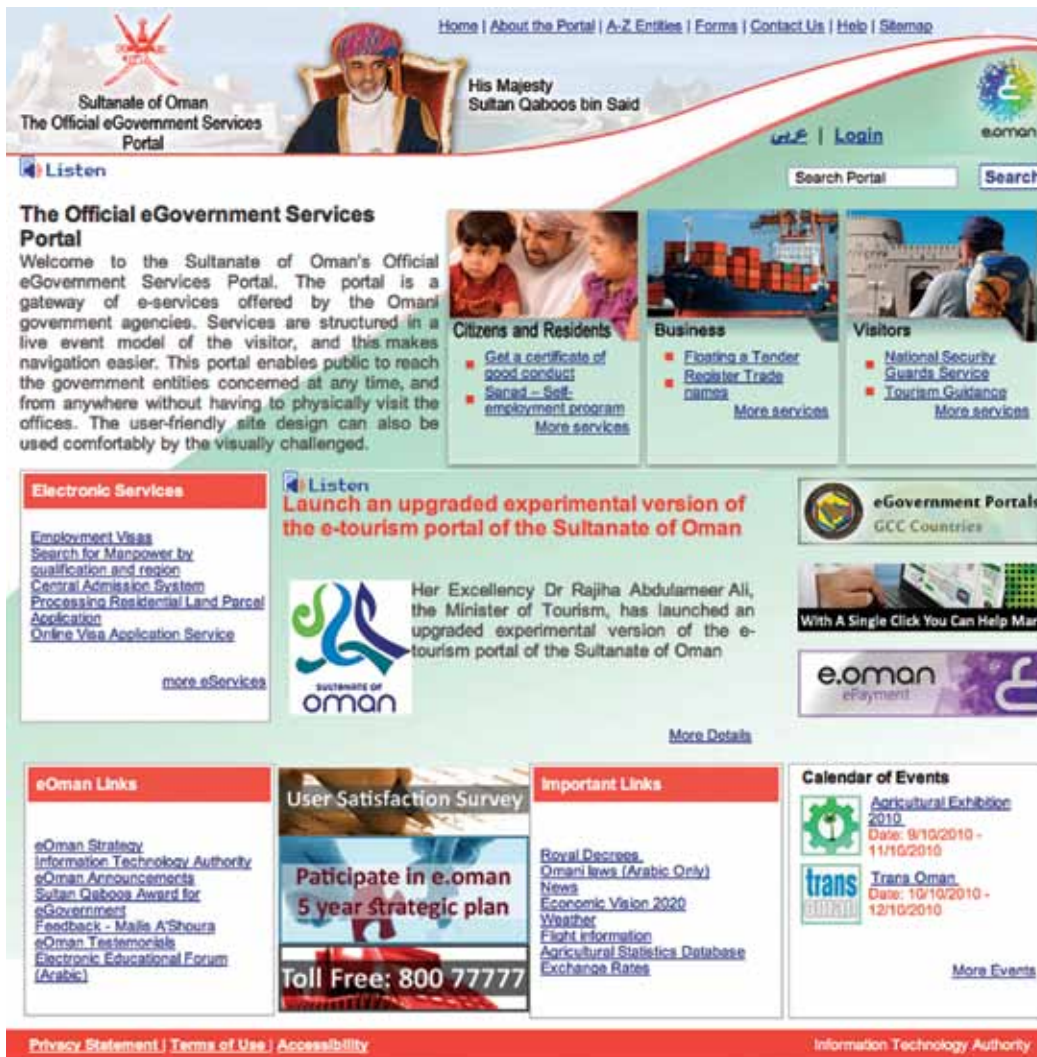 Home | About the Portal | A-Z Entities | Forms | Contact Us | Help | Sitemap
Sultanate of Oman
The Official eGovernment Services
Portal
His Majesty
Sultan Qaboos bin Said
e.oman
عربي | Login
Listen
Search Portal
Search
The Official eGovernment Services
Portal
Welcome to the Sultanate of Oman's Official
eGovernment Services Portal. The portal is a
gateway of e-services offered by the Omani
government agencies. Services are structured in a
live event model of the visitor, and this makes
navigation easier. This portal enables public to reach
the government entities concerned at any time, and
from anywhere without having to physically visit the
offices. The user-friendly site design can also be
used comfortably by the visually challenged.
Citizens and Residents
Get a certificate of
good conduct
Sanad – Self-
employment program
More services
Business
Floating a Tender
Register Trade
names
More services
Visitors
National Security
Guards Service
Tourism Guidance
More services
Electronic Services
Employment Visas
Search for Manpower by
qualification and region
Central Admission System
Processing Residential Land Parcel
Application
Online Visa Application Service
more eServices
Listen
Launch an upgraded experimental version of
the e-tourism portal of the Sultanate of Oman
SULTANATE OF
oman
Her Excellency Dr Rajiha Abdulameer Ali,
the Minister of Tourism, has launched an
upgraded experimental version of the e-
tourism portal of the Sultanate of Oman
More Details
eGovernment Portals
GCC Countries
With A Single Click You Can Help Mar
e.oman
ePayment
eOman Links
eOman Strategy
Information Technology Authority
eOman Announcements
Sultan Qaboos Award for
eGovernment
Feedback - Majlis A'Shoura
eOman Testemonials
Electronic Educational Forum
(Arabic)
User Satisfaction Survey
Paticipate in e.oman
5 year strategic plan
Toll Free: 800 77777
Important Links
Royal Decrees
Omani laws (Arabic Only)
News
Economic Vision 2020
Weather
Flight information
Agricultural Statistics Database
Exchange Rates
Calendar of Events
Agricultural Exhibition
2010
Date: 9/10/2010 -
11/10/2010
trans
oman
Trans Oman
Date: 10/10/2010 -
12/10/2010
More Events
Privacy Statement | Terms of Use | Accessibility
Information Technology Authority